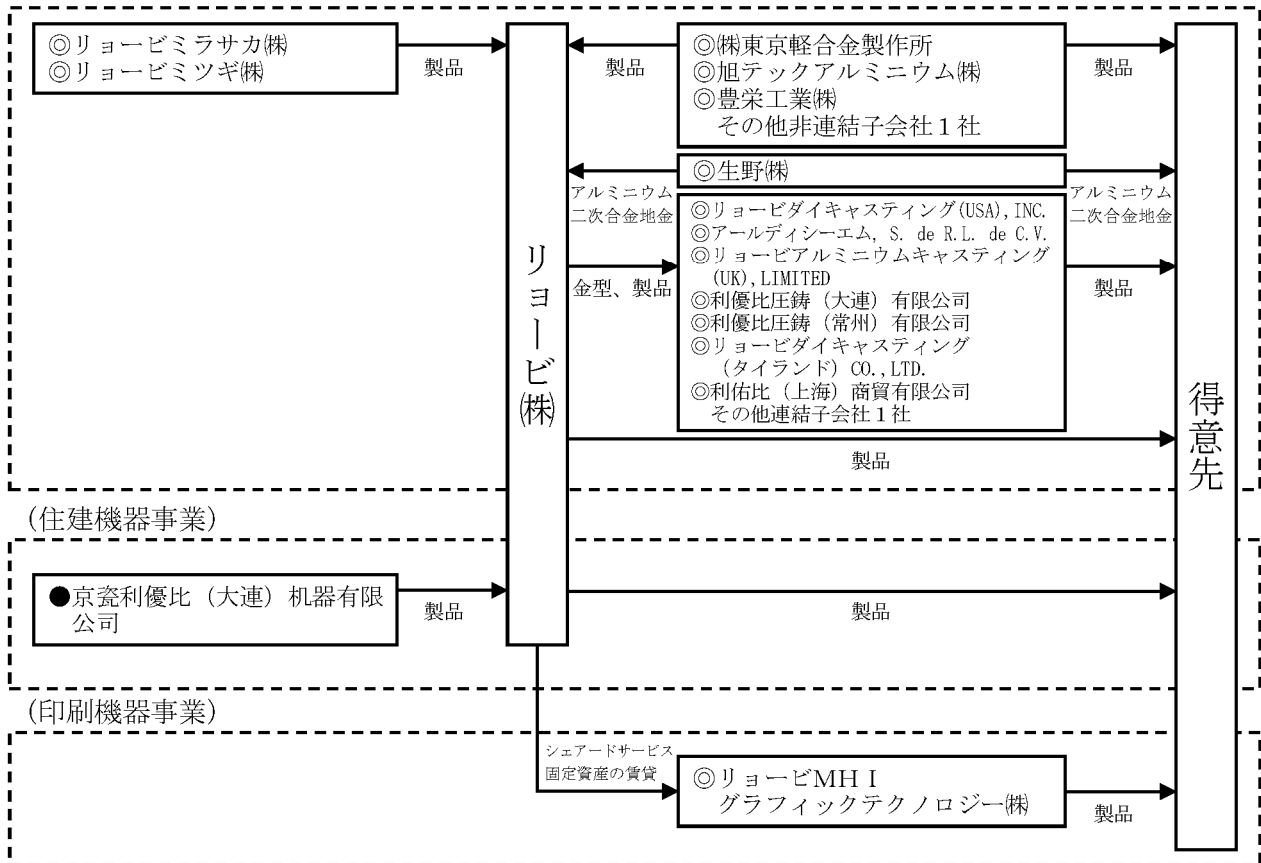 ◎リョービミラサカ㈱
◎リョービミツギ㈱
製品
リョービ㈱
製品
◎㈱東京軽合金製作所
◎旭テックアルミニウム㈱
◎豊栄工業㈱
その他非連結子会社１社
製品
◎生野㈱
アルミニウム
二次合金地金
アルミニウム
二次合金地金
金型、製品
◎リョービダイキャスティング(USA), INC.
◎アールディシーエム, S. de R.L. de C.V.
◎リョービアルミニウムキャスティング
(UK), LIMITED
◎利優比圧鋳（大連）有限公司
◎利優比圧鋳（常州）有限公司
◎リョービダイキャスティング
（タイランド）CO., LTD.
◎利佑比（上海）商貿有限公司
その他連結子会社１社
製品
製品
得意先
(住建機器事業)
●京瓷利優比（大連）机器有限
公司
製品
製品
(印刷機器事業)
シェアードサービス
固定資産の賃貸
◎リョービMHＩ
グラフィックテクノロジー㈱
製品